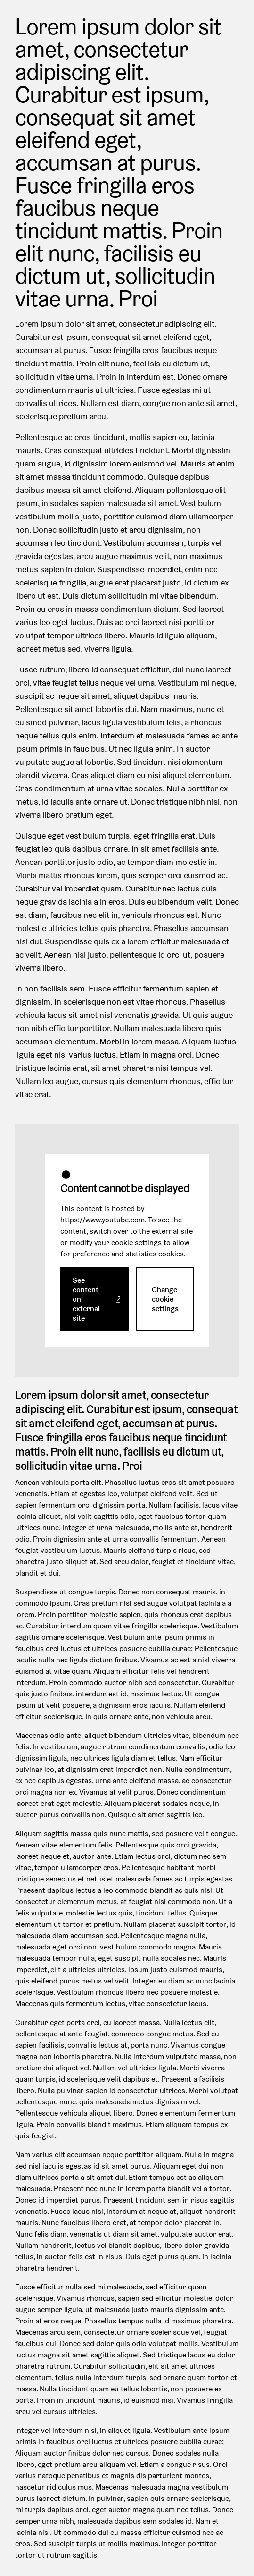 Lorem ipsum dolor sit
amet, consectetur
adipiscing elit.
Curabitur est ipsum,
consequat sit amet
eleifend eget,
accumsan at purus.
Fusce fringilla eros
faucibus neque
tincidunt mattis. Proin
elit nunc, facilisis eu
dictum ut, sollicitudin
vitae urna. Proi
Lorem ipsum dolor sit amet, consectetur adipiscing elit.
Curabitur est ipsum, consequat sit amet eleifend eget,
accumsan at purus. Fusce fringilla eros faucibus neque
tincidunt mattis. Proin elit nunc, facilisis eu dictum ut,
sollicitudin vitae urna. Proin in interdum est. Donec ornare
condimentum mauris ut ultricies. Fusce egestas mi ut
convallis ultrices. Nullam est diam, congue non ante sit amet,
scelerisque pretium arcu.
Pellentesque ac eros tincidunt, mollis sapien eu, lacinia
mauris. Cras consequat ultricies tincidunt. Morbi dignissim
quam augue, id dignissim lorem euismod vel. Mauris at enim
sit amet massa tincidunt commodo. Quisque dapibus
dapibus massa sit amet eleifend. Aliquam pellentesque elit
ipsum, in sodales sapien malesuada sit amet. Vestibulum
vestibulum mollis justo, porttitor euismod diam ullamcorper
non. Donec sollicitudin justo et arcu dignissim, non
accumsan leo tincidunt. Vestibulum accumsan, turpis vel
gravida egestas, arcu augue maximus velit, non maximus
metus sapien in dolor. Suspendisse imperdiet, enim nec
scelerisque fringilla, augue erat placerat justo, id dictum ex
libero ut est. Duis dictum sollicitudin mi vitae bibendum.
Proin eu eros in massa condimentum dictum. Sed laoreet
varius leo eget luctus. Duis ac orci laoreet nisi porttitor
volutpat tempor ultrices libero. Mauris id ligula aliquam,
laoreet metus sed, viverra ligula.
Fusce rutrum, libero id consequat efficitur, dui nunc laoreet
orci, vitae feugiat tellus neque vel urna. Vestibulum mi neque,
suscipit ac neque sit amet, aliquet dapibus mauris.
Pellentesque sit amet lobortis dui. Nam maximus, nunc et
euismod pulvinar, lacus ligula vestibulum felis, a rhoncus
neque tellus quis enim. Interdum et malesuada fames ac ante
ipsum primis in faucibus. Ut nec ligula enim. In auctor
vulputate augue at lobortis. Sed tincidunt nisi elementum
blandit viverra. Cras aliquet diam eu nisi aliquet elementum.
Cras condimentum at urna vitae sodales. Nulla porttitor ex
metus, id iaculis ante ornare ut. Donec tristique nibh nisi, non
viverra libero pretium eget.
Quisque eget vestibulum turpis, eget fringilla erat. Duis
feugiat leo quis dapibus ornare. In sit amet facilisis ante.
Aenean porttitor justo odio, ac tempor diam molestie in.
Morbi mattis rhoncus lorem, quis semper orci euismod ac.
Curabitur vel imperdiet quam. Curabitur nec lectus quis
neque gravida lacinia a in eros. Duis eu bibendum velit. Donec
est diam, faucibus nec elit in, vehicula rhoncus est. Nunc
molestie ultricies tellus quis pharetra. Phasellus accumsan
nisi dui. Suspendisse quis ex a lorem efficitur malesuada et
ac velit. Aenean nisi justo, pellentesque id orci ut, posuere
viverra libero.
In non facilisis sem. Fusce efficitur fermentum sapien et
dignissim. In scelerisque non est vitae rhoncus. Phasellus
vehicula lacus sit amet nisl venenatis gravida. Ut quis augue
non nibh efficitur porttitor. Nullam malesuada libero quis
accumsan elementum. Morbi in lorem massa. Aliquam luctus
ligula eget nisl varius luctus. Etiam in magna orci. Donec
tristique lacinia erat, sit amet pharetra nisi tempus vel.
Nullam leo augue, cursus quis elementum rhoncus, efficitur
vitae erat.
Content cannot be displayed
This content is hosted by
https://www.youtube.com. To see the
content, switch over to the external site
or modify your cookie settings to allow
for preference and statistics cookies.
See
content
on
external
site
Change
cookie
settings
Lorem ipsum dolor sit amet, consectetur
adipiscing elit. Curabitur est ipsum, consequat
sit amet eleifend eget, accumsan at purus.
Fusce fringilla eros faucibus neque tincidunt
mattis. Proin elit nunc, facilisis eu dictum ut,
sollicitudin vitae urna. Proi
Aenean vehicula porta elit. Phasellus luctus eros sit amet posuere
venenatis. Etiam at egestas leo, volutpat eleifend velit. Sed ut
sapien fermentum orci dignissim porta. Nullam facilisis, lacus vitae
lacinia aliquet, nisl velit sagittis odio, eget faucibus tortor quam
ultrices nunc. Integer et urna malesuada, mollis ante at, hendrerit
odio. Proin dignissim ante at urna convallis fermentum. Aenean
feugiat vestibulum luctus. Mauris eleifend turpis risus, sed
pharetra justo aliquet at. Sed arcu dolor, feugiat et tincidunt vitae,
blandit et dui.
Suspendisse ut congue turpis. Donec non consequat mauris, in
commodo ipsum. Cras pretium nisi sed augue volutpat lacinia a a
lorem. Proin porttitor molestie sapien, quis rhoncus erat dapibus
ac. Curabitur interdum quam vitae fringilla scelerisque. Vestibulum
sagittis ornare scelerisque. Vestibulum ante ipsum primis in
faucibus orci luctus et ultrices posuere cubilia curae; Pellentesque
iaculis nulla nec ligula dictum finibus. Vivamus ac est a nisl viverra
euismod at vitae quam. Aliquam efficitur felis vel hendrerit
interdum. Proin commodo auctor nibh sed consectetur. Curabitur
quis justo finibus, interdum est id, maximus lectus. Ut congue
ipsum ut velit posuere, a dignissim eros iaculis. Nullam eleifend
efficitur scelerisque. In quis ornare ante, non vehicula arcu.
Maecenas odio ante, aliquet bibendum ultricies vitae, bibendum nec
felis. In vestibulum, augue rutrum condimentum convallis, odio leo
dignissim ligula, nec ultrices ligula diam et tellus. Nam efficitur
pulvinar leo, at dignissim erat imperdiet non. Nulla condimentum,
ex nec dapibus egestas, urna ante eleifend massa, ac consectetur
orci magna non ex. Vivamus at velit purus. Donec condimentum
laoreet erat eget molestie. Aliquam placerat sodales neque, in
auctor purus convallis non. Quisque sit amet sagittis leo.
Aliquam sagittis massa quis nunc mattis, sed posuere velit congue.
Aenean vitae elementum felis. Pellentesque quis orci gravida,
laoreet neque et, auctor ante. Etiam lectus orci, dictum nec sem
vitae, tempor ullamcorper eros. Pellentesque habitant morbi
tristique senectus et netus et malesuada fames ac turpis egestas.
Praesent dapibus lectus a leo commodo blandit ac quis nisi. Ut
consectetur elementum metus, at feugiat nisi commodo non. Ut a
felis vulputate, molestie lectus quis, tincidunt tellus. Quisque
elementum ut tortor et pretium. Nullam placerat suscipit tortor, id
malesuada diam accumsan sed. Pellentesque magna nulla,
malesuada eget orci non, vestibulum commodo magna. Mauris
malesuada tempor nulla, eget suscipit nulla sodales nec. Mauris
imperdiet, elit a ultricies ultricies, ipsum justo euismod mauris,
quis eleifend purus metus vel velit. Integer eu diam ac nunc lacinia
scelerisque. Vestibulum rhoncus libero nec posuere molestie.
Maecenas quis fermentum lectus, vitae consectetur lacus.
Curabitur eget porta orci, eu laoreet massa. Nulla lectus elit,
pellentesque at ante feugiat, commodo congue metus. Sed eu
sapien facilisis, convallis lectus at, porta nunc. Vivamus congue
magna non lobortis pharetra. Nulla interdum vulputate massa, non
pretium dui aliquet vel. Nullam vel ultricies ligula. Morbi viverra
quam turpis, id scelerisque velit dapibus et. Praesent a facilisis
libero. Nulla pulvinar sapien id consectetur ultrices. Morbi volutpat
pellentesque nunc, quis malesuada metus dignissim vel.
Pellentesque vehicula aliquet libero. Donec elementum fermentum
ligula. Proin convallis blandit maximus. Etiam aliquam tempus ex
quis feugiat.
Nam varius elit accumsan neque porttitor aliquam. Nulla in magna
sed nisl iaculis egestas id sit amet purus. Aliquam eget dui non
diam ultrices porta a sit amet dui. Etiam tempus est ac aliquam
malesuada. Praesent nec nunc in lorem porta blandit vel a tortor.
Donec id imperdiet purus. Praesent tincidunt sem in risus sagittis
venenatis. Fusce lacus nisi, interdum at neque at, aliquet hendrerit
mauris. Nunc faucibus libero erat, at tempor dolor placerat in.
Nunc felis diam, venenatis ut diam sit amet, vulputate auctor erat.
Nullam hendrerit, lectus vel blandit dapibus, libero dolor gravida
tellus, in auctor felis est in risus. Duis eget purus quam. In lacinia
pharetra hendrerit.
Fusce efficitur nulla sed mi malesuada, sed efficitur quam
scelerisque. Vivamus rhoncus, sapien sed efficitur molestie, dolor
augue semper ligula, ut malesuada justo mauris dignissim ante.
Proin at eros neque. Phasellus tempus nulla id maximus pharetra.
Maecenas arcu sem, consectetur ornare scelerisque vel, feugiat
faucibus dui. Donec sed dolor quis odio volutpat mollis. Vestibulum
luctus magna sit amet sagittis aliquet. Sed tristique lacus eu dolor
pharetra rutrum. Curabitur sollicitudin, elit sit amet ultrices
elementum, tellus nulla interdum turpis, sed ornare quam tortor et
massa. Nulla tincidunt quam eu tellus lobortis, non posuere ex
porta. Proin in tincidunt mauris, id euismod nisi. Vivamus fringilla
arcu vel cursus ultricies.
Integer vel interdum nisl, in aliquet ligula. Vestibulum ante ipsum
primis in faucibus orci luctus et ultrices posuere cubilia curae;
Aliquam auctor finibus dolor nec cursus. Donec sodales nulla
libero, eget pretium arcu aliquam vel. Etiam a congue risus. Orci
varius natoque penatibus et magnis dis parturient montes,
nascetur ridiculus mus. Maecenas malesuada magna vestibulum
purus laoreet dictum. In pulvinar, sapien quis ornare scelerisque,
mi turpis dapibus orci, eget auctor magna quam nec tellus. Donec
semper urna nibh, malesuada dapibus sem sodales id. Nam et
lacinia nisl. Ut commodo dui eu massa efficitur euismod nec ac
eros. Sed suscipit turpis ut mollis maximus. Integer porttitor
tortor ut rutrum sagittis.